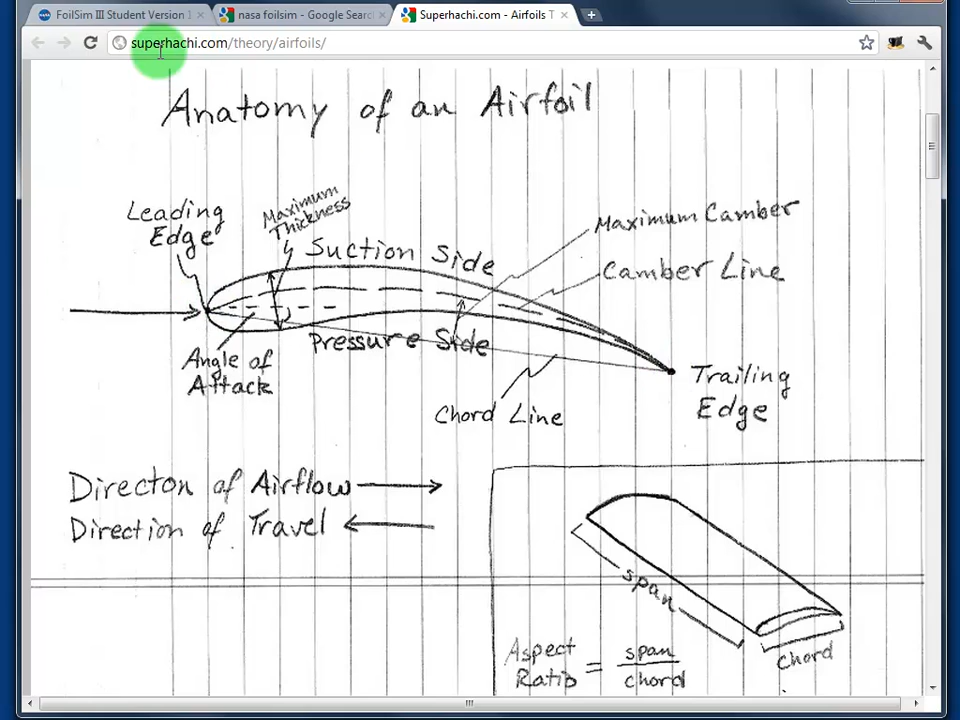 FoilSim III Student Version 1
nasa foilsim - Google Searc
Superhachi.com - Airfoils T
superhachi.com/theory/airfoils/
Anatomy of an Airfoil
Leading
Edge
Maximum
Thickness
Suction Side
Maximum Camber
Camber Line
Pressure Side
Angle of
Attack
Chord Line
Trailing
Edge
Directon of Airflow
Direction of Travel
span
chord
Aspect
Ratio = span
chord